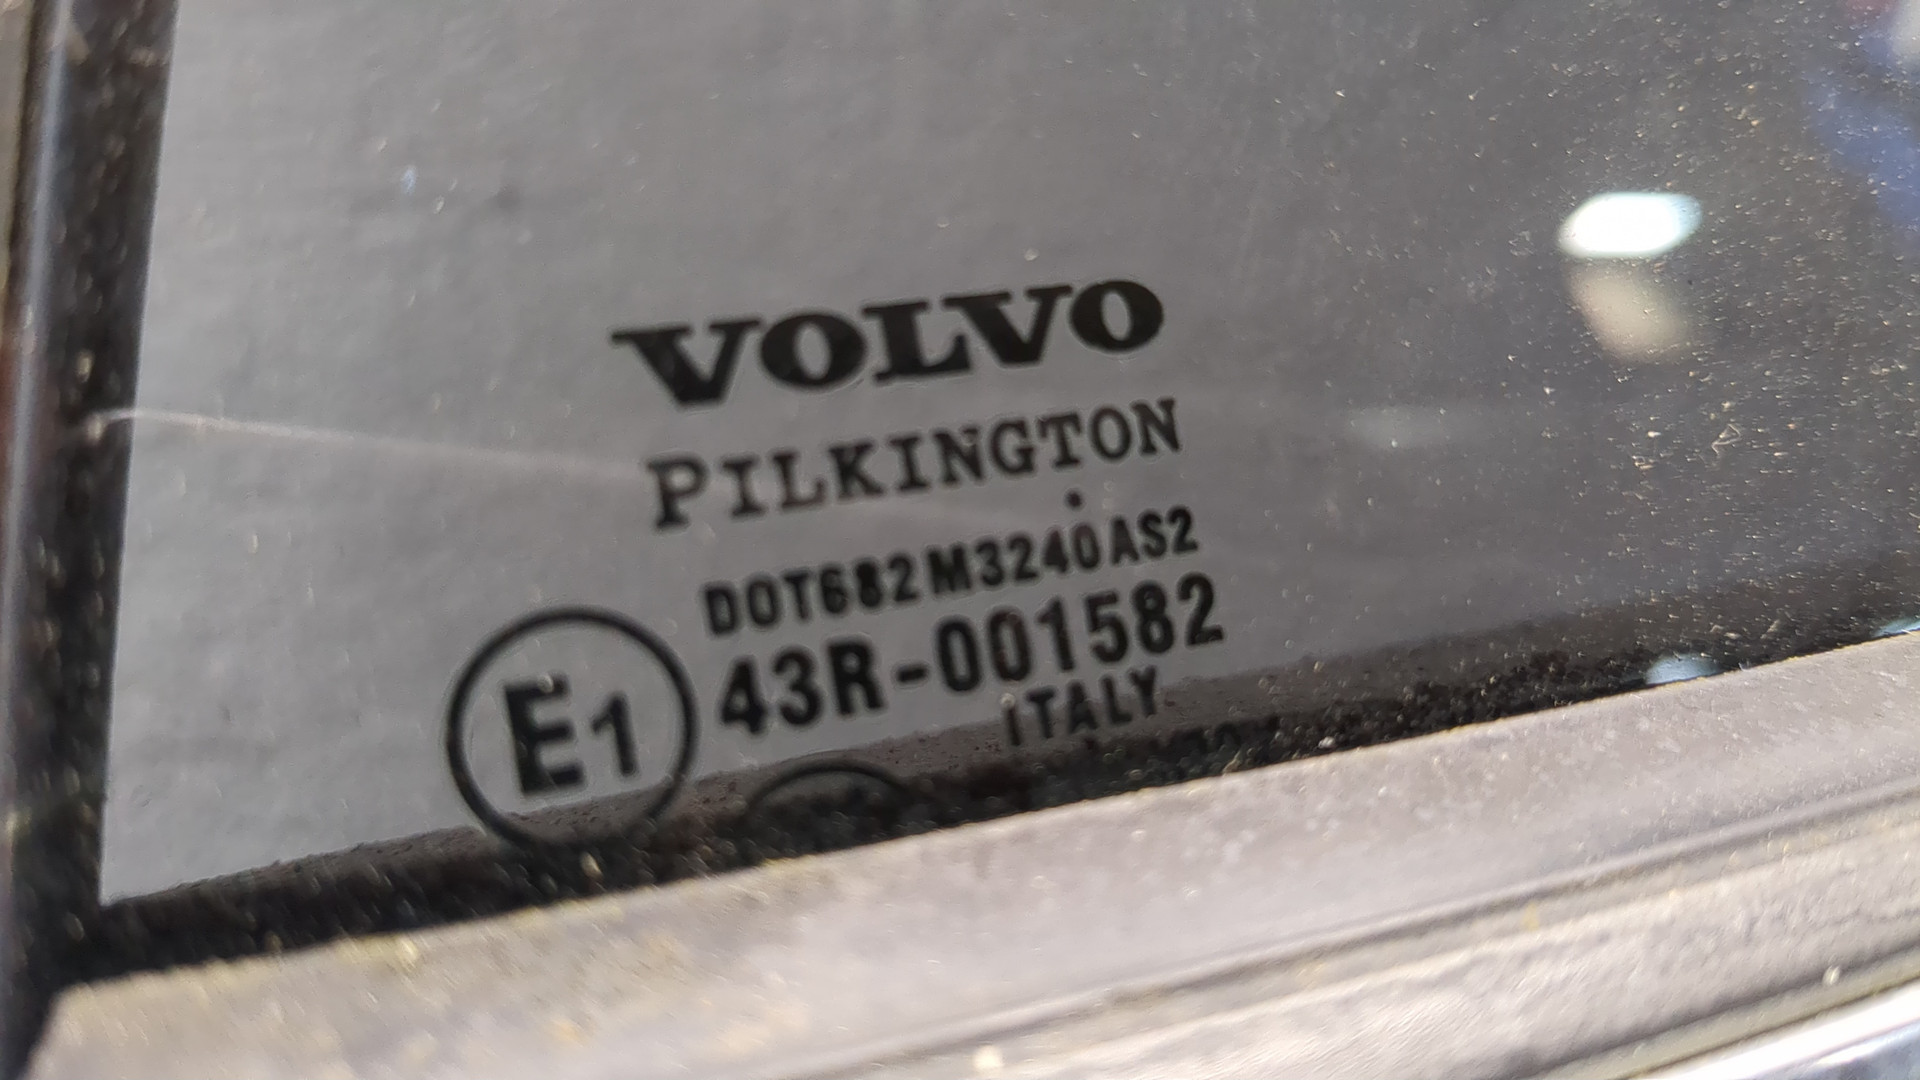 VOLVO
PILKINGTON
DOT682M3240AS2
43R-001582
E1
ITALY